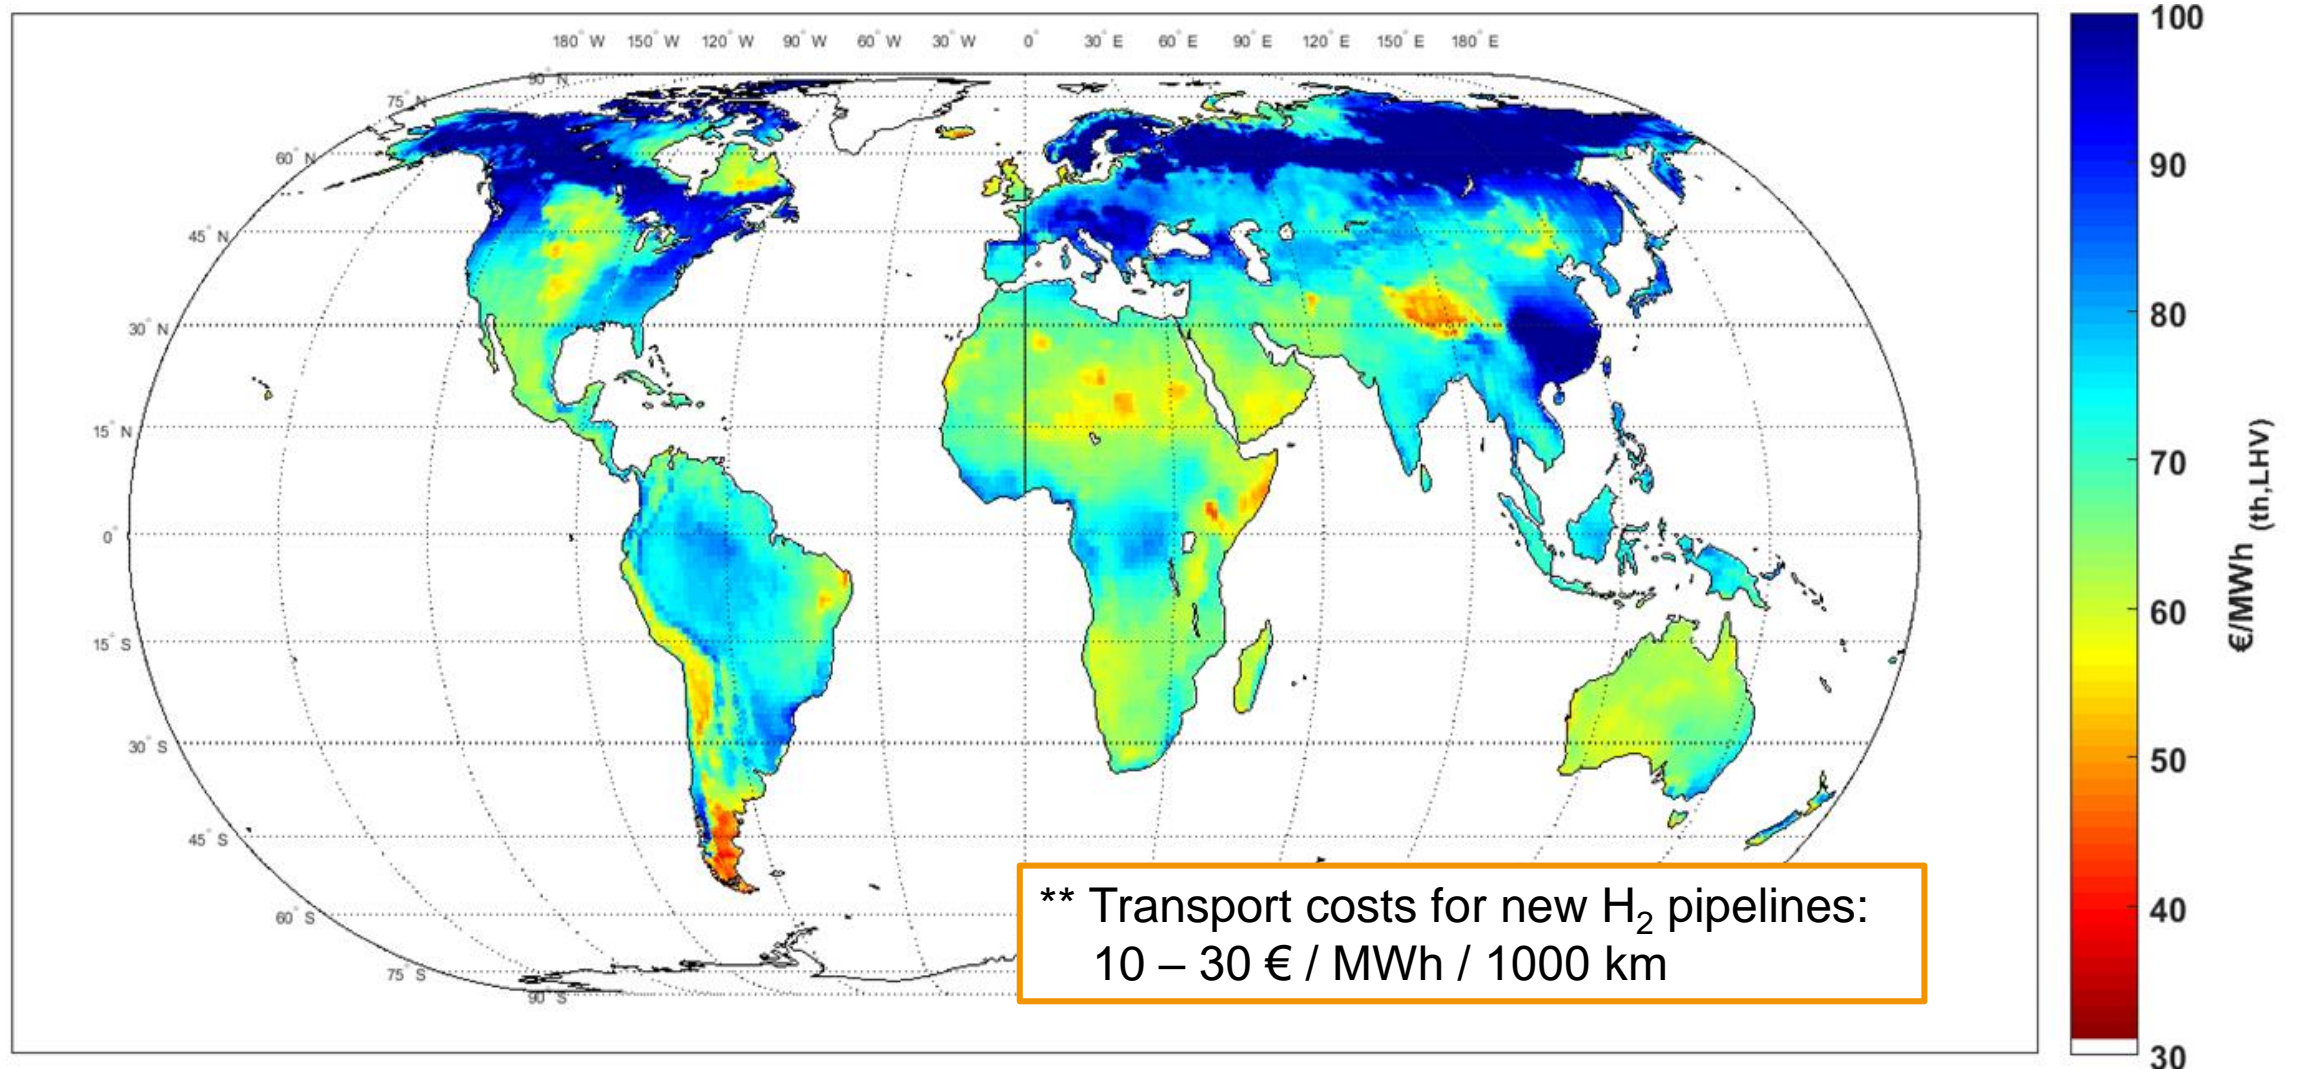 180° W 150° W 120° W 90° W 60° W 30° W 0° 30° E 60° E 90° E 120° E 150° E 180° E
90° N
75° N
60° N
45° N
30° N
15° N
0°
15° S
30° S
45° S
60° S
75° S
90° S
** Transport costs for new H₂ pipelines:
10 – 30 € / MWh / 1000 km
100
90
80
70
60
50
40
30
€/MWh (th,LHV)